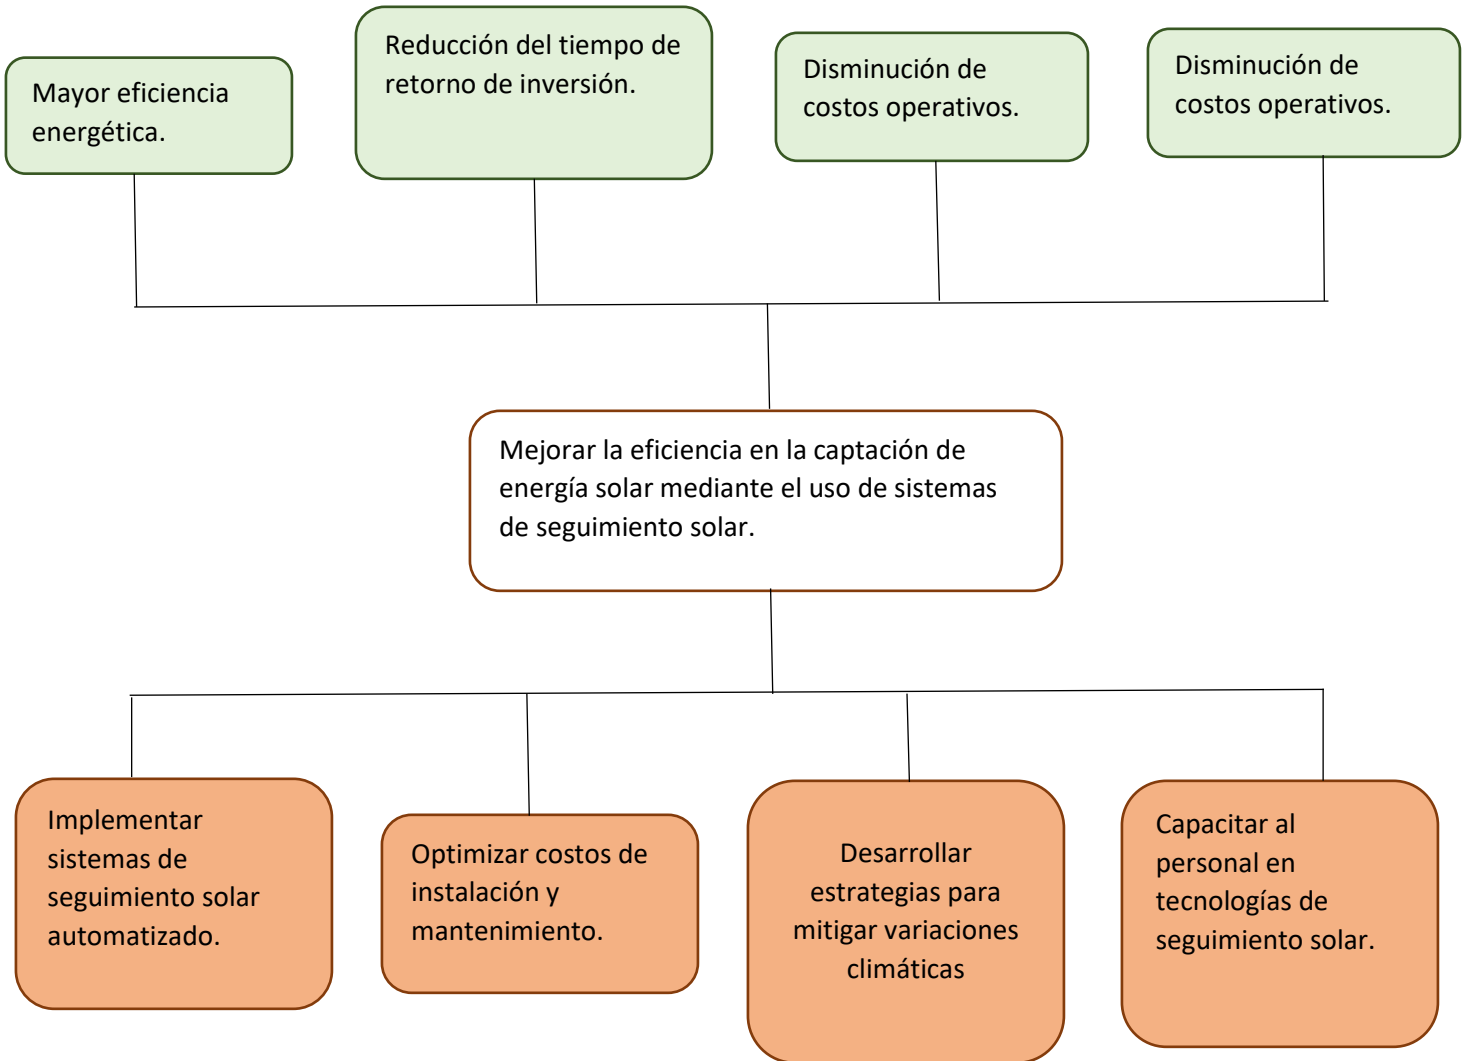 Mayor eficiencia
energética.
Reducción del tiempo de
retorno de inversión.
Disminución de
costos operativos.
Disminución de
costos operativos.
Mejorar la eficiencia en la captación de
energía solar mediante el uso de sistemas
de seguimiento solar.
Implementar
sistemas de
seguimiento solar
automatizado.
Optimizar costos de
instalación y
mantenimiento.
Desarrollar
estrategias para
mitigar variaciones
climáticas
Capacitar al
personal en
tecnologías de
seguimiento solar.